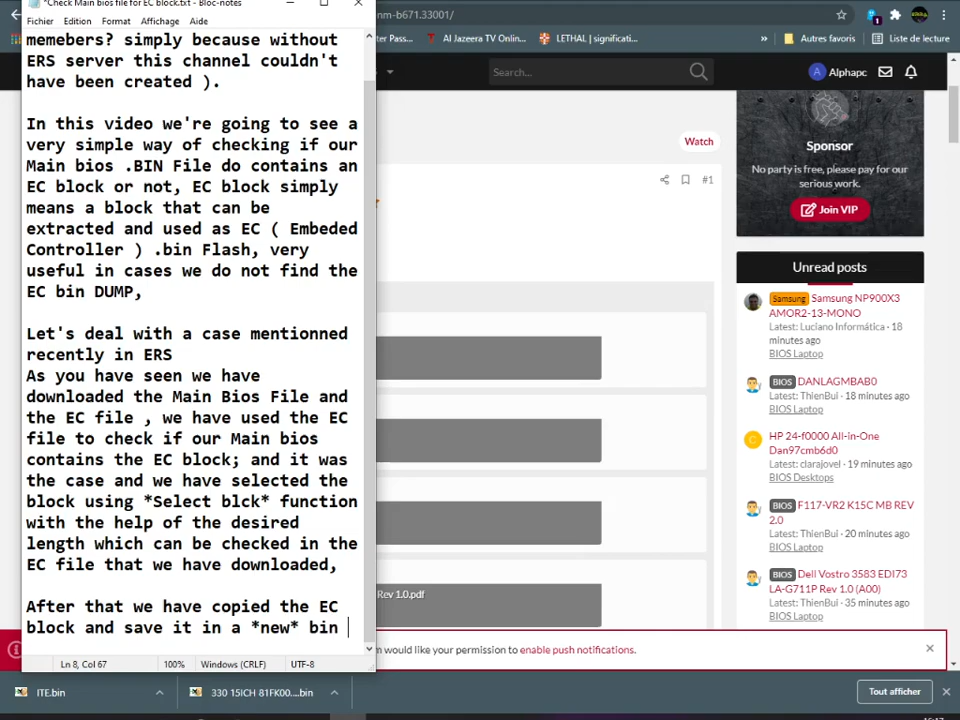 *Check Main bios file for EC block.txt - Bloc-notes
Fichier Edition Format Affichage Aide
memebers? simply because without
ERS server this channel couldn't
have been created ).
In this video we're going to see a
very simple way of checking if our
Main bios .BIN File do contains an
EC block or not, EC block simply
means a block that can be
extracted and used as EC ( Embeded
Controller ) .bin Flash, very
useful in cases we do not find the
EC bin DUMP,
Let's deal with a case mentionned
recently in ERS
As you have seen we have
downloaded the Main Bios File and
the EC file , we have used the EC
file to check if our Main bios
contains the EC block; and it was
the case and we have selected the
block using *Select blck* function
with the help of the desired
length which can be checked in the
EC file that we have downloaded,
After that we have copied the EC
block and save it in a *new* bin
Ln 8, Col 67 100% Windows (CRLF) UTF-8
nm-b671.33001/
1
ter Pass... AI Jazeera TV Onlin... LETHAL | significati... » Autres favoris Liste de lecture
Search... A Alphapc
Watch
#1
Rev 1.0.pdf
Sponsor
No party is free, please pay for our
serious work.
Join VIP
Unread posts
Samsung Samsung NP900X3
AMOR2-13-MONO
Latest: Luciano Informática · 18
minutes ago
BIOS Laptop
BIOS DANLAGMBAB0
Latest: ThienBui · 18 minutes ago
BIOS Laptop
C HP 24-f0000 All-in-One
Dan97cmb6d0
Latest: clarajovel · 19 minutes ago
BIOS Desktops
BIOS F117-VR2 K15C MB REV
2.0
Latest: ThienBui · 20 minutes ago
BIOS Laptop
BIOS Dell Vostro 3583 EDI73
LA-G711P Rev 1.0 (A00)
Latest: ThienBui · 35 minutes ago
BIOS Laptop
m would like your permission to enable push notifications.
ITE.bin 330 15ICH 81FK00....bin Tout afficher